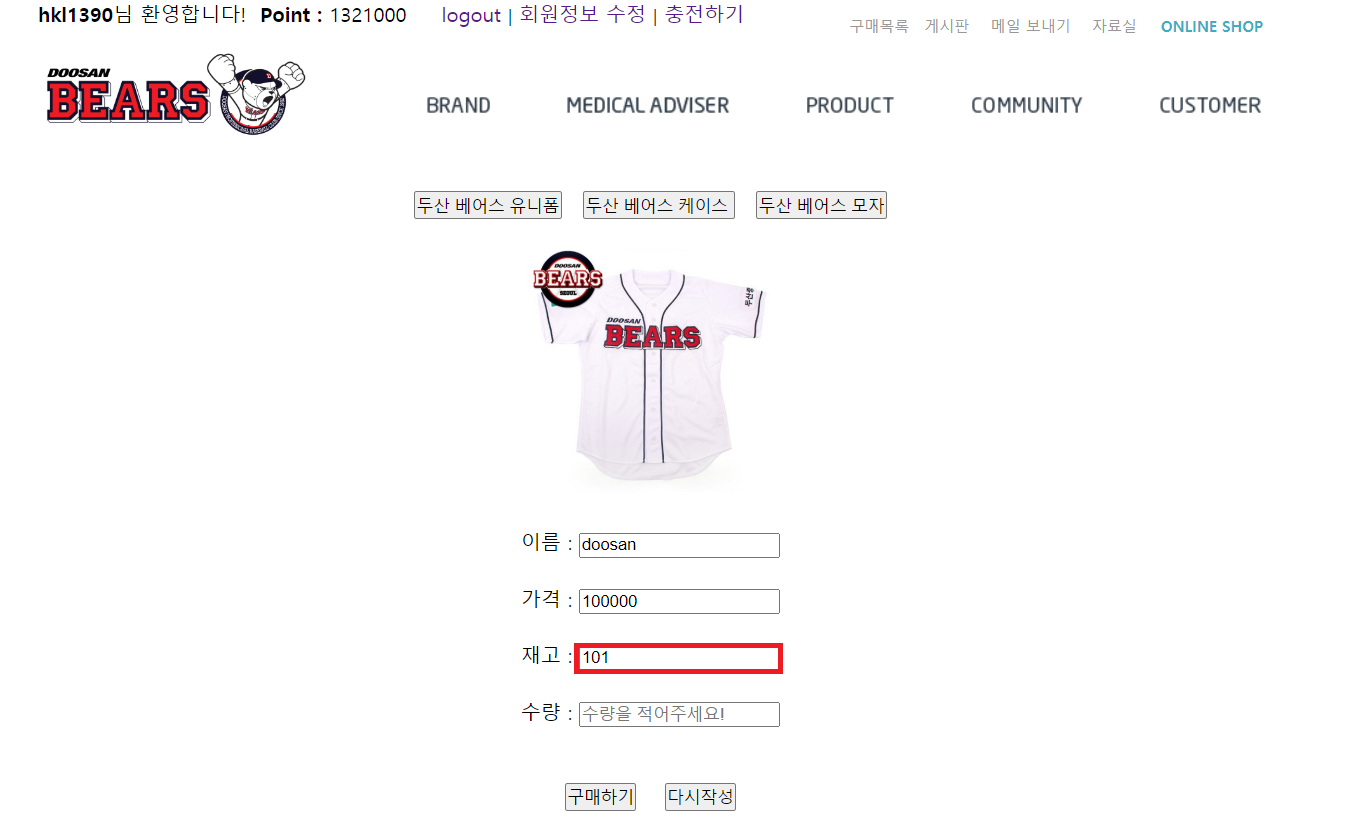 hkl1390님 환영합니다! Point : 1321000 logout | 회원정보 수정 | 충전하기
구매목록 게시판 메일 보내기 자료실 ONLINE SHOP
DOOSAN
BEARS
BRAND MEDICAL ADVISER PRODUCT COMMUNITY CUSTOMER
두산 베어스 유니폼 두산 베어스 케이스 두산 베어스 모자
DOOSAN
BEARS
SEOUL
DOOSAN
BEARS
이름 : doosan
가격 : 100000
재고 : 101
수량 : 수량을 적어주세요!
구매하기 다시작성